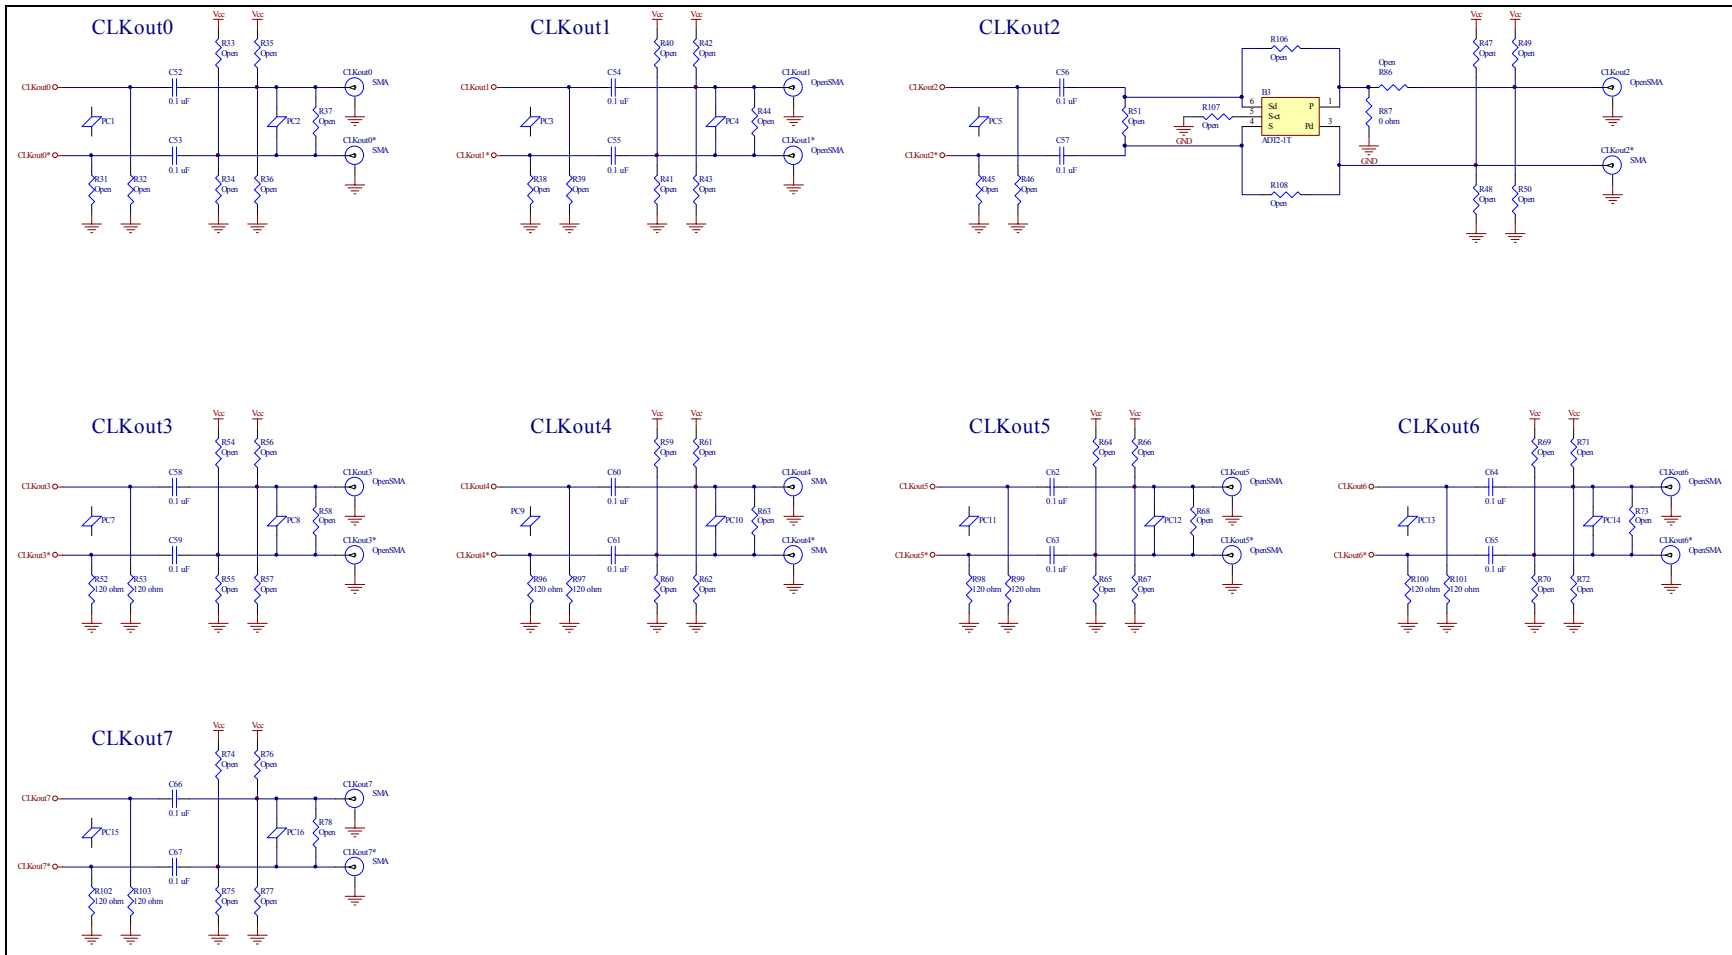 CLKout0
Vcc
Vcc
R33
Open
R35
Open
CLKout0
C52
0.1 uF
CLKout0
SMA
PC1
PC2
R37
Open
CLKout0*
C53
0.1 uF
CLKout0*
SMA
R31
Open
R32
Open
R34
Open
R36
Open
CLKout1
Vcc
Vcc
R40
Open
R42
Open
CLKout1
C54
0.1 uF
CLKout1
OpenSMA
PC3
PC4
R44
Open
CLKout1*
C55
0.1 uF
CLKout1*
OpenSMA
R38
Open
R39
Open
R41
Open
R43
Open
CLKout2
Vcc
Vcc
R106
Open
R47
Open
R49
Open
CLKout2
C56
0.1 uF
Open
R86
CLKout2
OpenSMA
PC5
R51
Open
R107
Open
GND
B3
6 Sd P 1
5 S-ct
4 S Pd 3
ADT2-1T
R87
0 ohm
GND
CLKout2*
C57
0.1 uF
CLKout2*
SMA
R45
Open
R46
Open
R108
Open
R48
Open
R50
Open
CLKout3
Vcc
Vcc
R54
Open
R56
Open
CLKout3
C58
0.1 uF
CLKout3
OpenSMA
PC7
PC8
R58
Open
CLKout3*
C59
0.1 uF
CLKout3*
OpenSMA
R52
120 ohm
R53
120 ohm
R55
Open
R57
Open
CLKout4
Vcc
Vcc
R59
Open
R61
Open
CLKout4
C60
0.1 uF
CLKout4
SMA
PC9
PC10
R63
Open
CLKout4*
C61
0.1 uF
CLKout4*
SMA
R96
120 ohm
R97
120 ohm
R60
Open
R62
Open
CLKout5
Vcc
Vcc
R64
Open
R66
Open
CLKout5
C62
0.1 uF
CLKout5
OpenSMA
PC11
PC12
R68
Open
CLKout5*
C63
0.1 uF
CLKout5*
OpenSMA
R98
120 ohm
R99
120 ohm
R65
Open
R67
Open
CLKout6
Vcc
Vcc
R69
Open
R71
Open
CLKout6
C64
0.1 uF
CLKout6
OpenSMA
PC13
PC14
R73
Open
CLKout6*
C65
0.1 uF
CLKout6*
OpenSMA
R100
120 ohm
R101
120 ohm
R70
Open
R72
Open
CLKout7
Vcc
Vcc
R74
Open
R76
Open
CLKout7
C66
0.1 uF
CLKout7
SMA
PC15
PC16
R78
Open
CLKout7*
C67
0.1 uF
CLKout7*
SMA
R102
120 ohm
R103
120 ohm
R75
Open
R77
Open